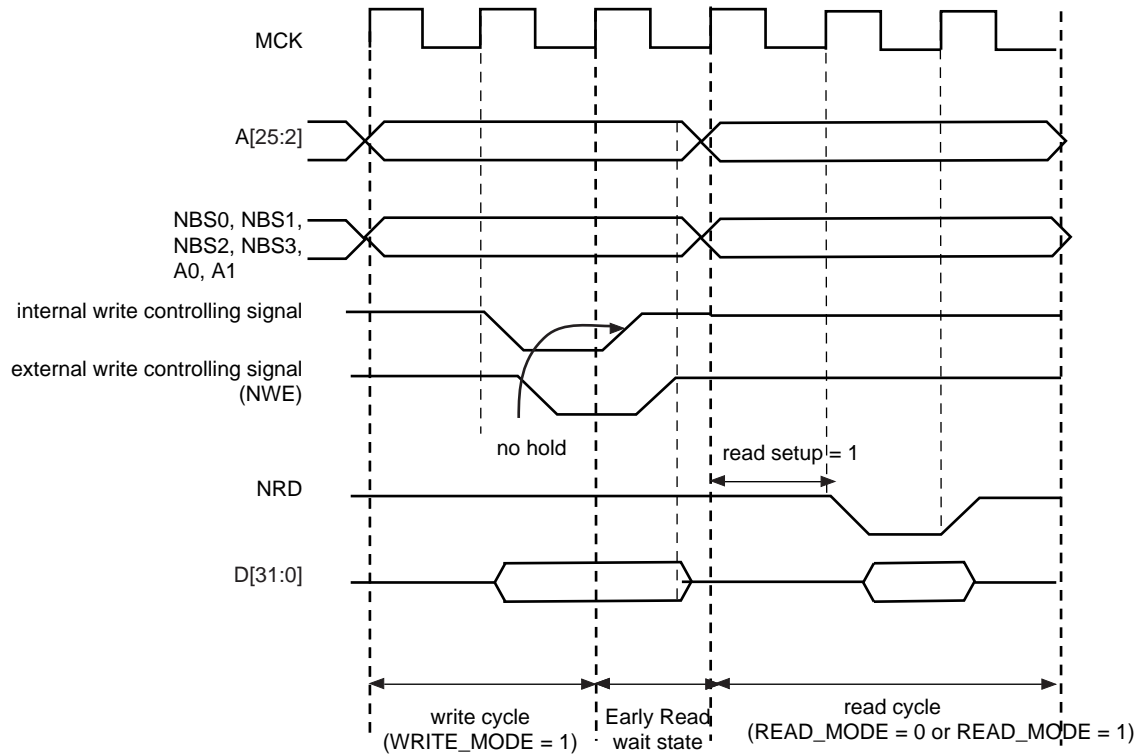 MCK
A[25:2]
NBS0, NBS1,
NBS2, NBS3,
A0, A1
internal write controlling signal
external write controlling signal
(NWE)
no hold
read setup = 1
NRD
D[31:0]
write cycle
(WRITE_MODE = 1)
Early Read
wait state
read cycle
(READ_MODE = 0 or READ_MODE = 1)